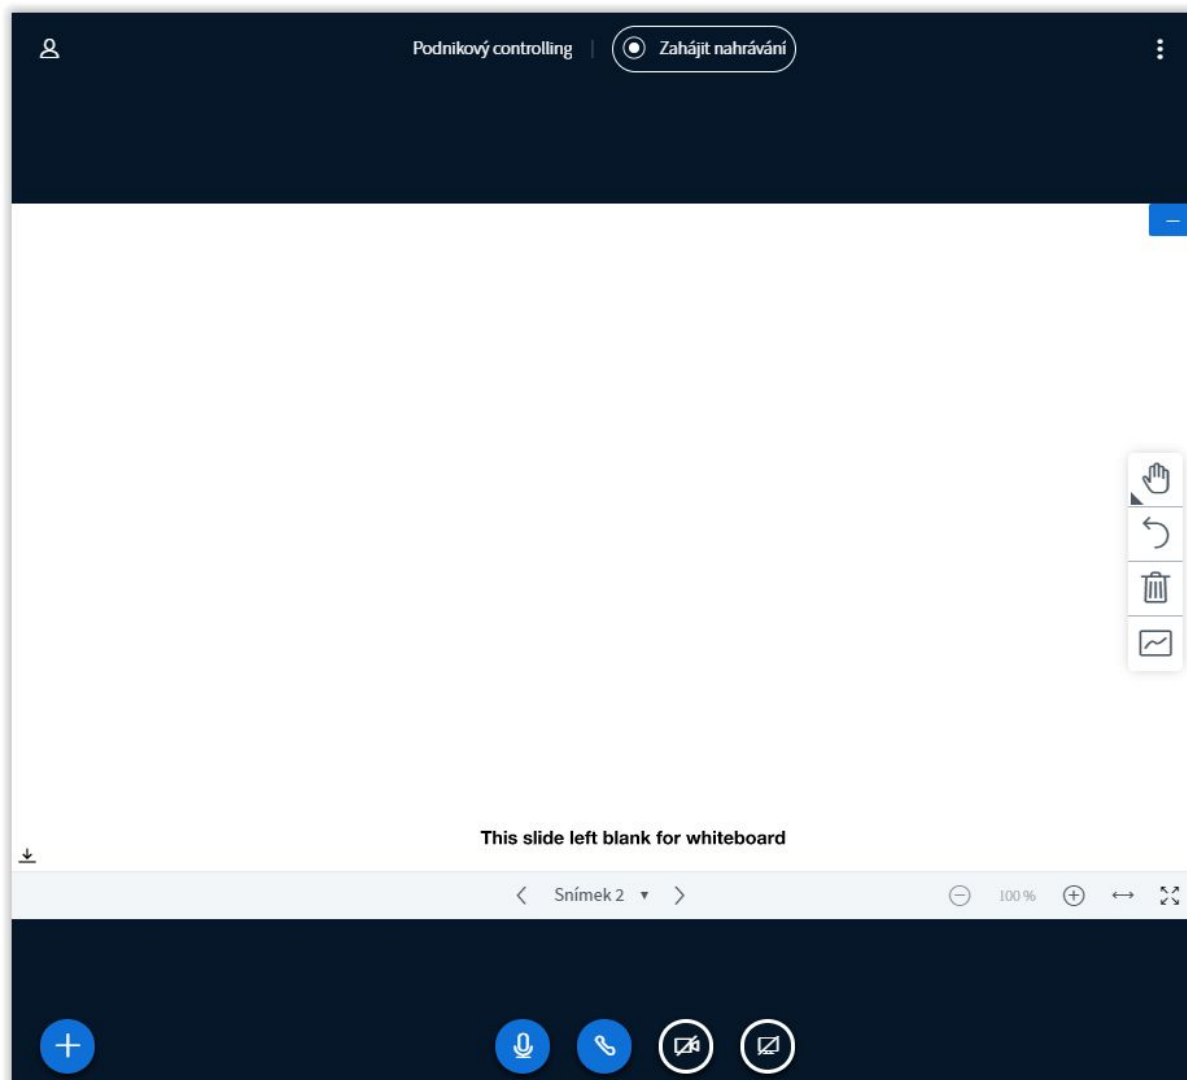 Podnikový controlling
Zahájit nahrávání
This slide left blank for whiteboard
Snímek 2
100 %